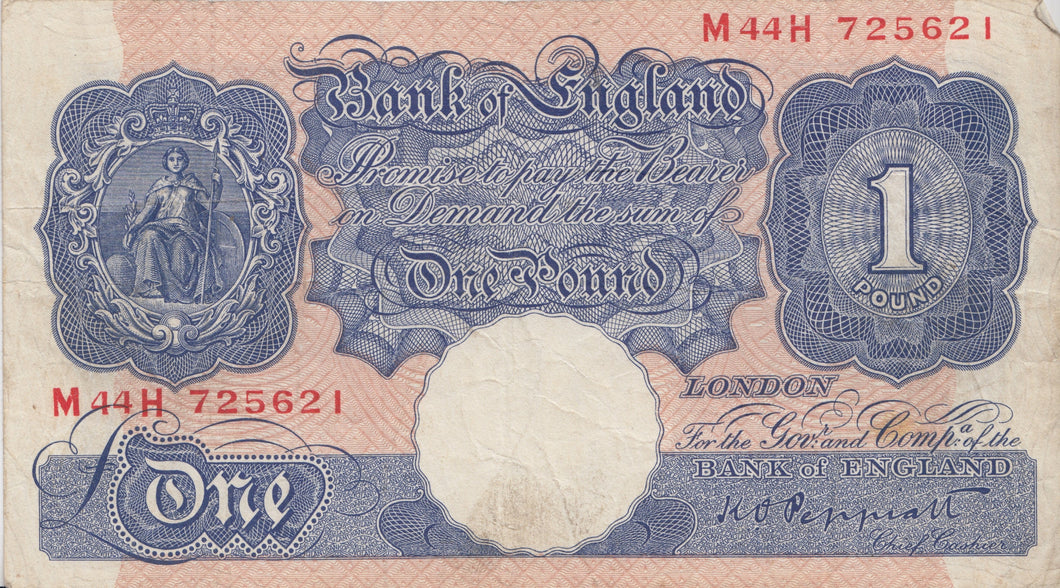 M44H 725621
Bank of England
Promise to pay the Bearer
on Demand the sum of
One Pound
1
POUND
LONDON
M44H 725621
For the Govr. and Compa. of the
BANK of ENGLAND
One
K O Peppiatt
Chief Cashier